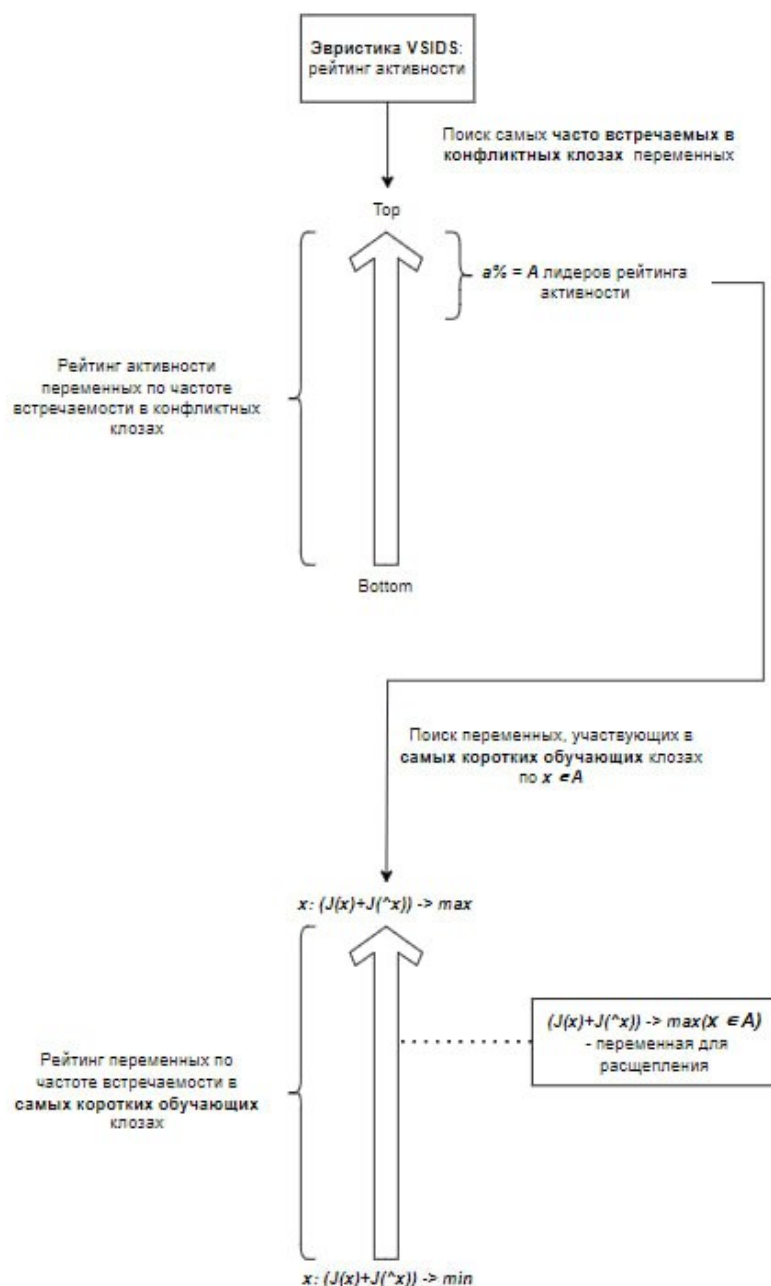 Эвристика VSIDS:
рейтинг активности
Поиск самых часто встречаемых в
конфликтных клозах переменных
Top
a% = A лидеров рейтинга
активности
Рейтинг активности
переменных по частоте
встречаемости в конфликтных
клозах
Bottom
Поиск переменных, участвующих в
самых коротких обучающих клозах
по x ∈ A
x: (J(x)+J(^x)) -> max
(J(x)+J(^x)) -> max(x ∈ A)
- переменная для
расщепления
Рейтинг переменных по
частоте встречаемости в
самых коротких обучающих
клозах
x: (J(x)+J(^x)) -> min